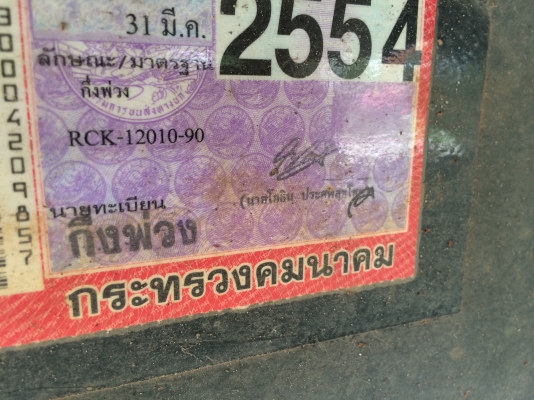 31 มี.ค.
2554
ลักษณะ/มาตรฐาน
กึ่งพ่วง
RCK-12010-90
นายทะเบียน
กึ่งพ่วง
กระทรวงคมนาคม